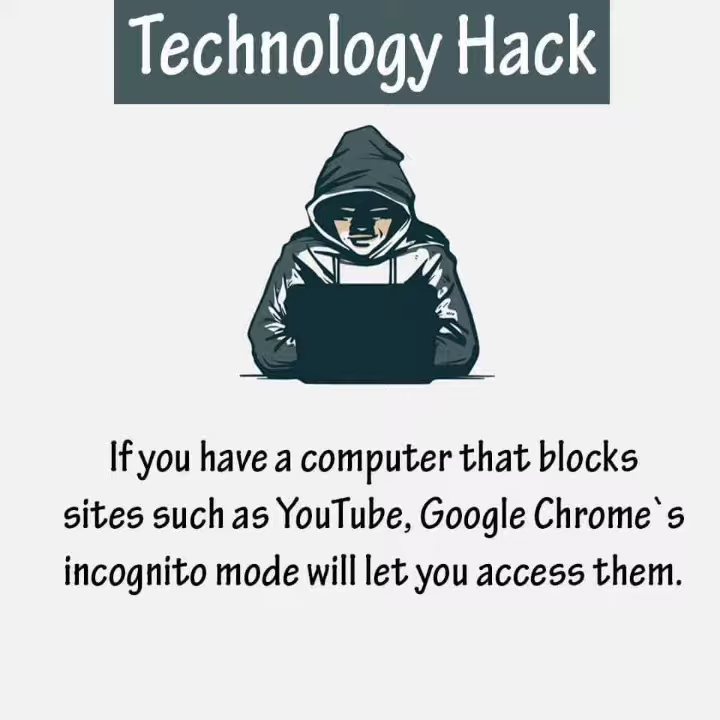 Technology Hack
If you have a computer that blocks
sites such as YouTube, Google Chrome`s
incognito mode will let you access them.